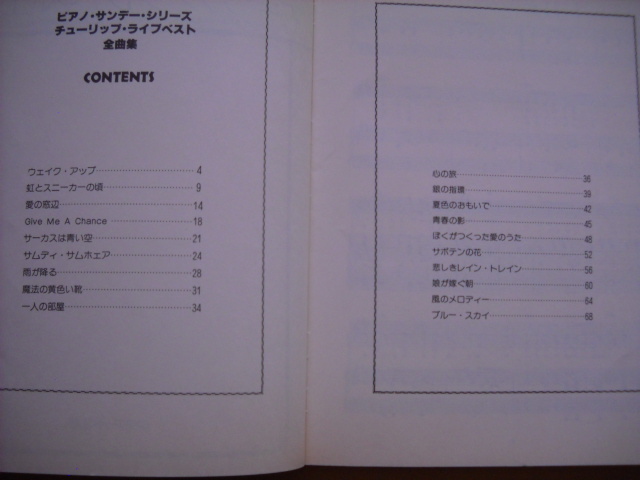 ピアノ・サンデー・シリーズ
チューリップ・ライブベスト
全曲集
CONTENTS
ウェイク・アップ 4
虹とスニーカーの頃 9
愛の窓辺 14
Give Me A Chance 18
サーカスは青い空 21
サムディ・サムホェア 24
雨が降る 28
魔法の黄色い靴 31
一人の部屋 34
心の旅 36
銀の指環 39
夏色のおもいで 42
青春の影 45
ぼくがつくった愛のうた 48
サボテンの花 52
悲しきレイン・トレイン 56
娘が嫁ぐ朝 60
風のメロディー 64
ブルー・スカイ 68